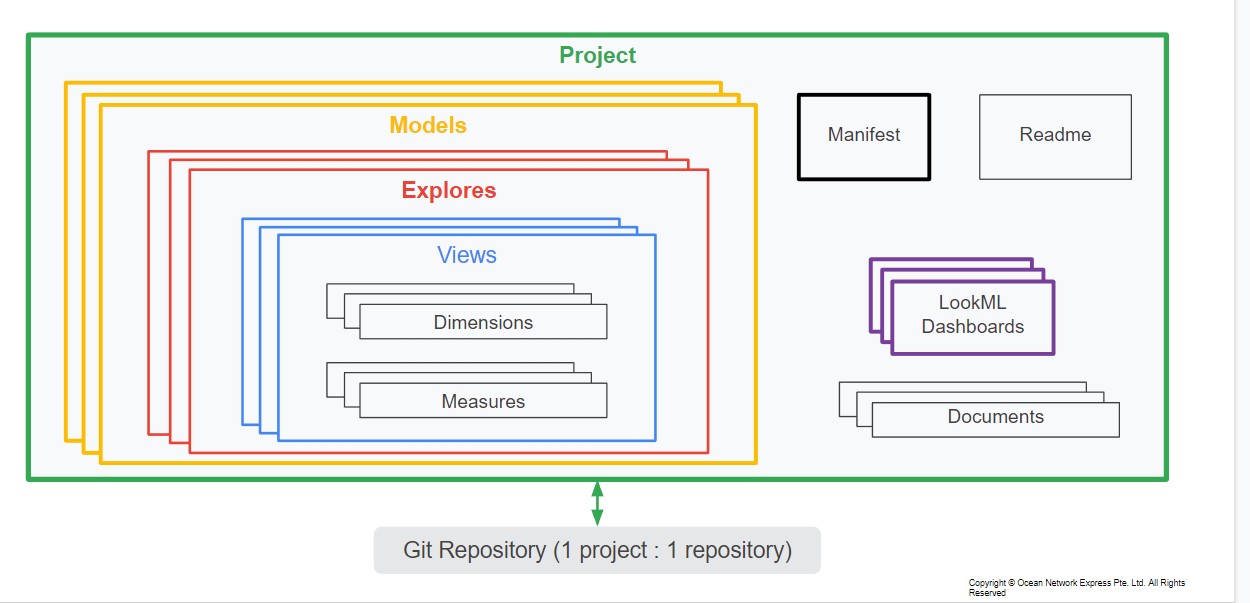 Project
Models
Manifest
Readme
Explores
Views
LookML
Dashboards
Dimensions
Measures
Documents
Git Repository (1 project : 1 repository)
Copyright © Ocean Network Express Pte. Ltd. All Rights
Reserved